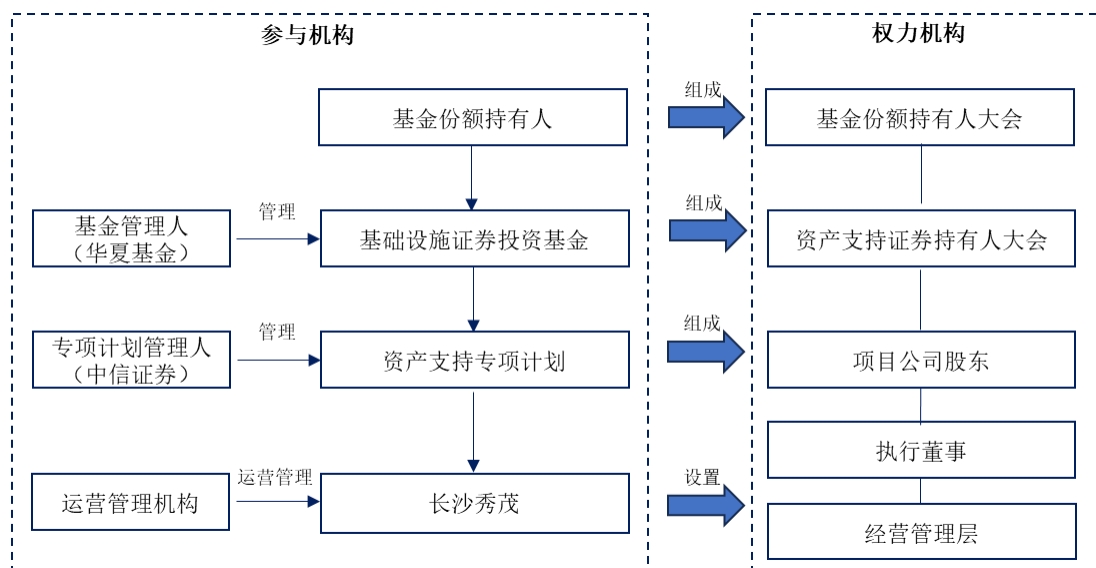 参与机构
权力机构
基金份额持有人
组成
基金份额持有人大会
基金管理人
（华夏基金）
管理
基础设施证券投资基金
组成
资产支持证券持有人大会
专项计划管理人
（中信证券）
管理
资产支持专项计划
组成
项目公司股东
执行董事
运营管理机构
运营管理
长沙秀茂
设置
经营管理层